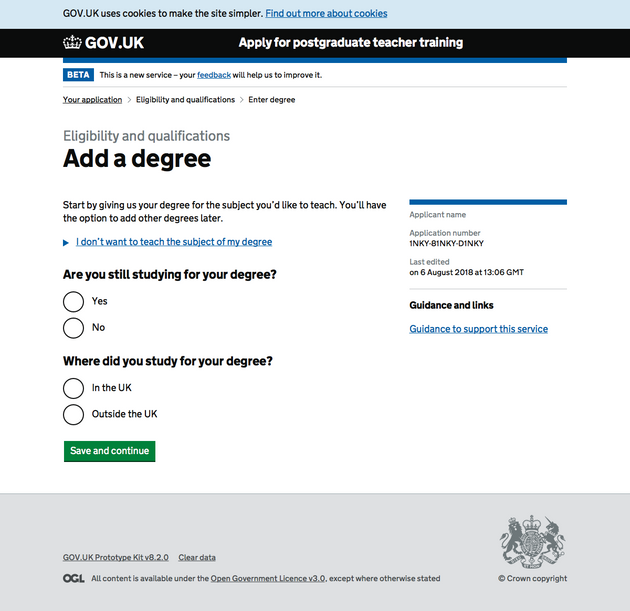 GOV.UK uses cookies to make the site simpler. Find out more about cookies
GOV.UK
Apply for postgraduate teacher training
BETA This is a new service – your feedback will help us to improve it.
Your application > Eligibility and qualifications > Enter degree
Eligibility and qualifications
Add a degree
Start by giving us your degree for the subject you’d like to teach. You’ll have
the option to add other degrees later.
I don’t want to teach the subject of my degree
Are you still studying for your degree?
Yes
No
Where did you study for your degree?
In the UK
Outside the UK
Save and continue
Applicant name
Application number
1NKY-81NKY-D1NKY
Last edited
on 6 August 2018 at 13:06 GMT
Guidance and links
Guidance to support this service
GOV.UK Prototype Kit v8.2.0 Clear data
OGL All content is available under the Open Government Licence v3.0, except where otherwise stated
© Crown copyright